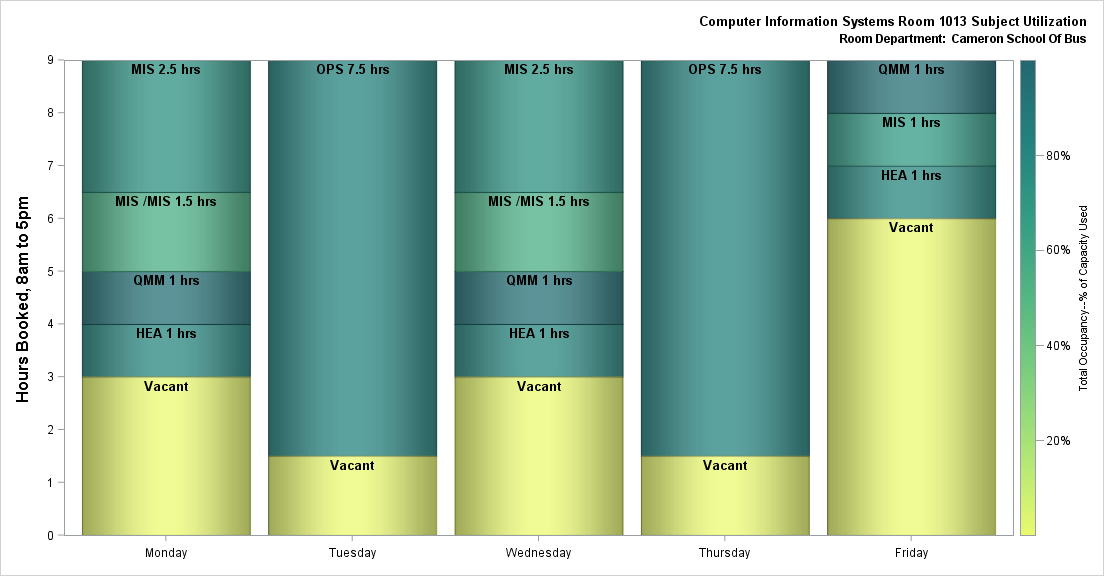 Computer Information Systems Room 1013 Subject Utilization
Room Department: Cameron School Of Bus
Hours Booked, 8am to 5pm
9
8
7
6
5
4
3
2
1
0
MIS 2.5 hrs
MIS /MIS 1.5 hrs
QMM 1 hrs
HEA 1 hrs
Vacant
Monday
OPS 7.5 hrs
Vacant
Tuesday
MIS 2.5 hrs
MIS /MIS 1.5 hrs
QMM 1 hrs
HEA 1 hrs
Vacant
Wednesday
OPS 7.5 hrs
Vacant
Thursday
QMM 1 hrs
MIS 1 hrs
HEA 1 hrs
Vacant
Friday
80%
60%
40%
20%
Total Occupancy--% of Capacity Used